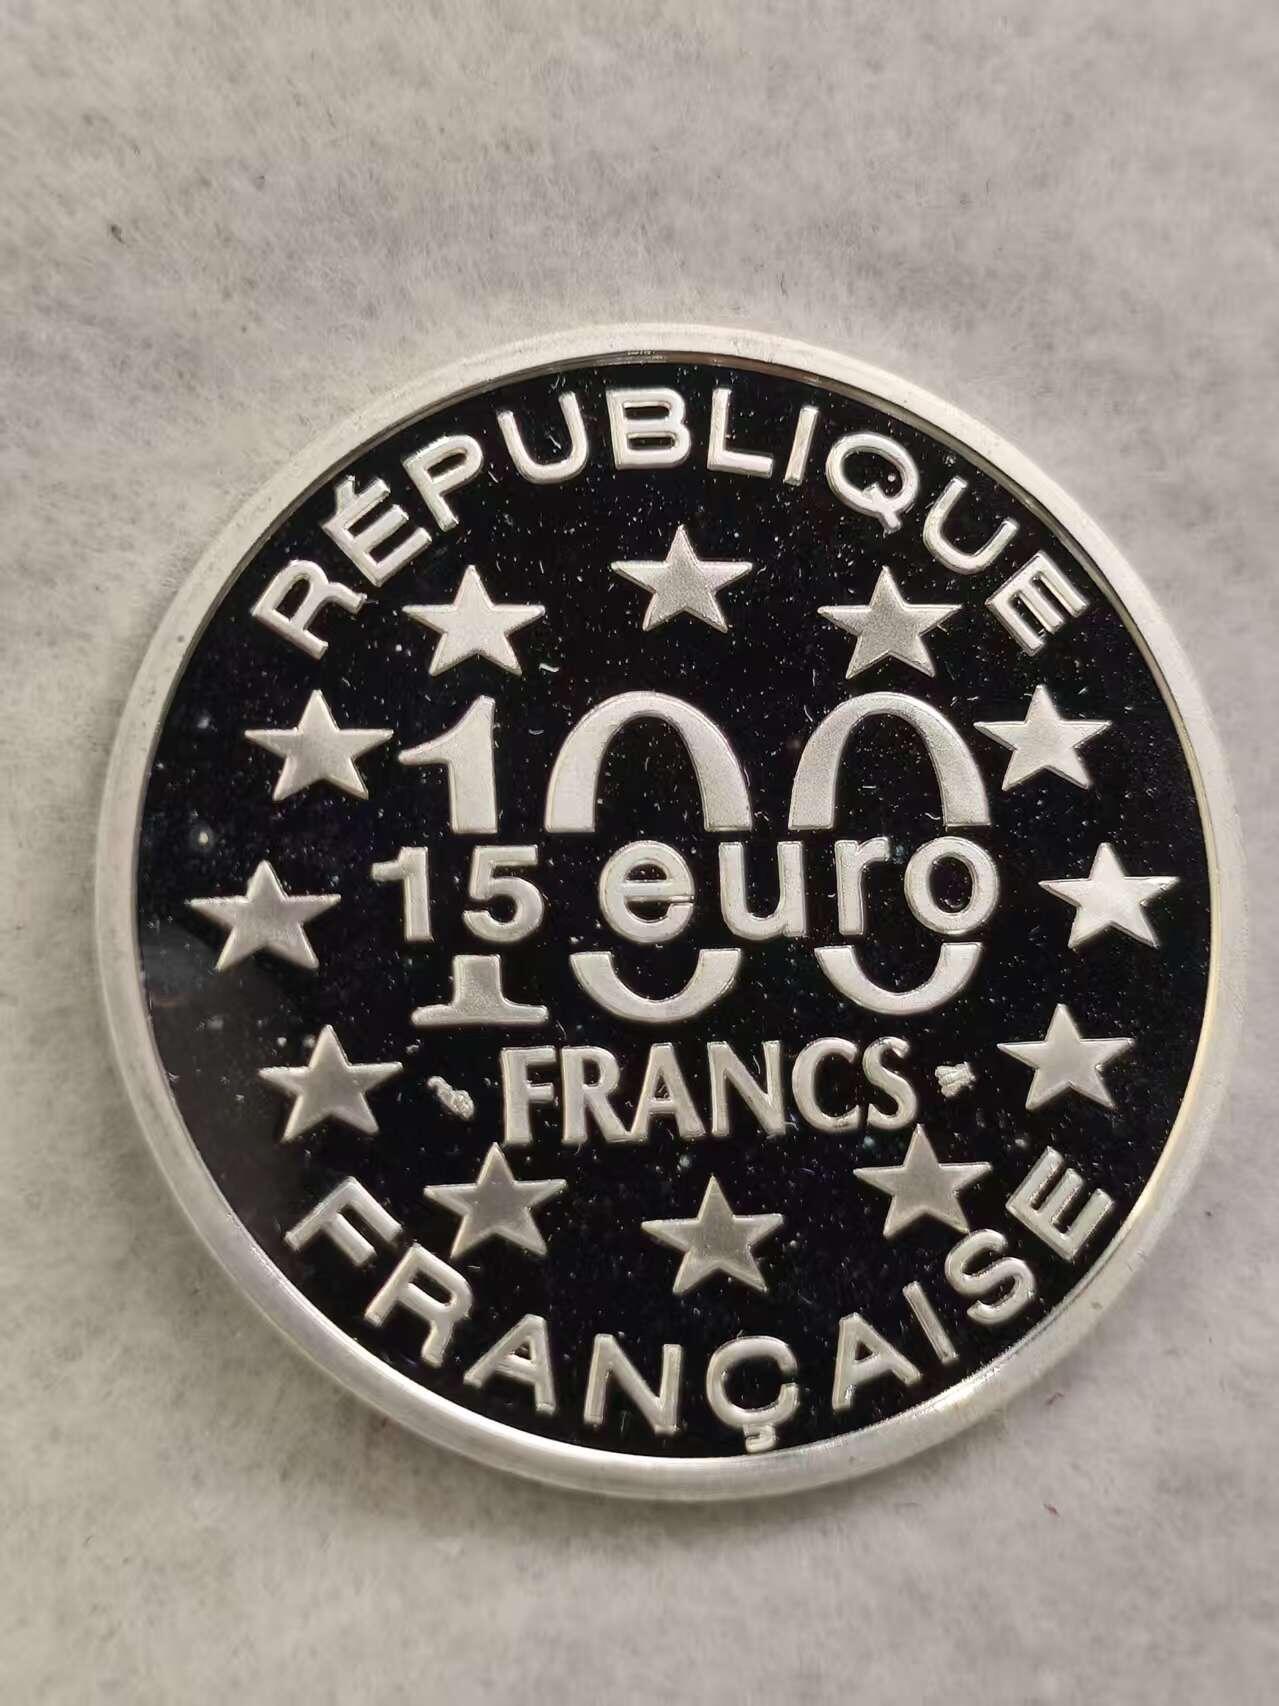 RÉPUBLIQUE
100
15 euro
FRANCS
FRANÇAISE